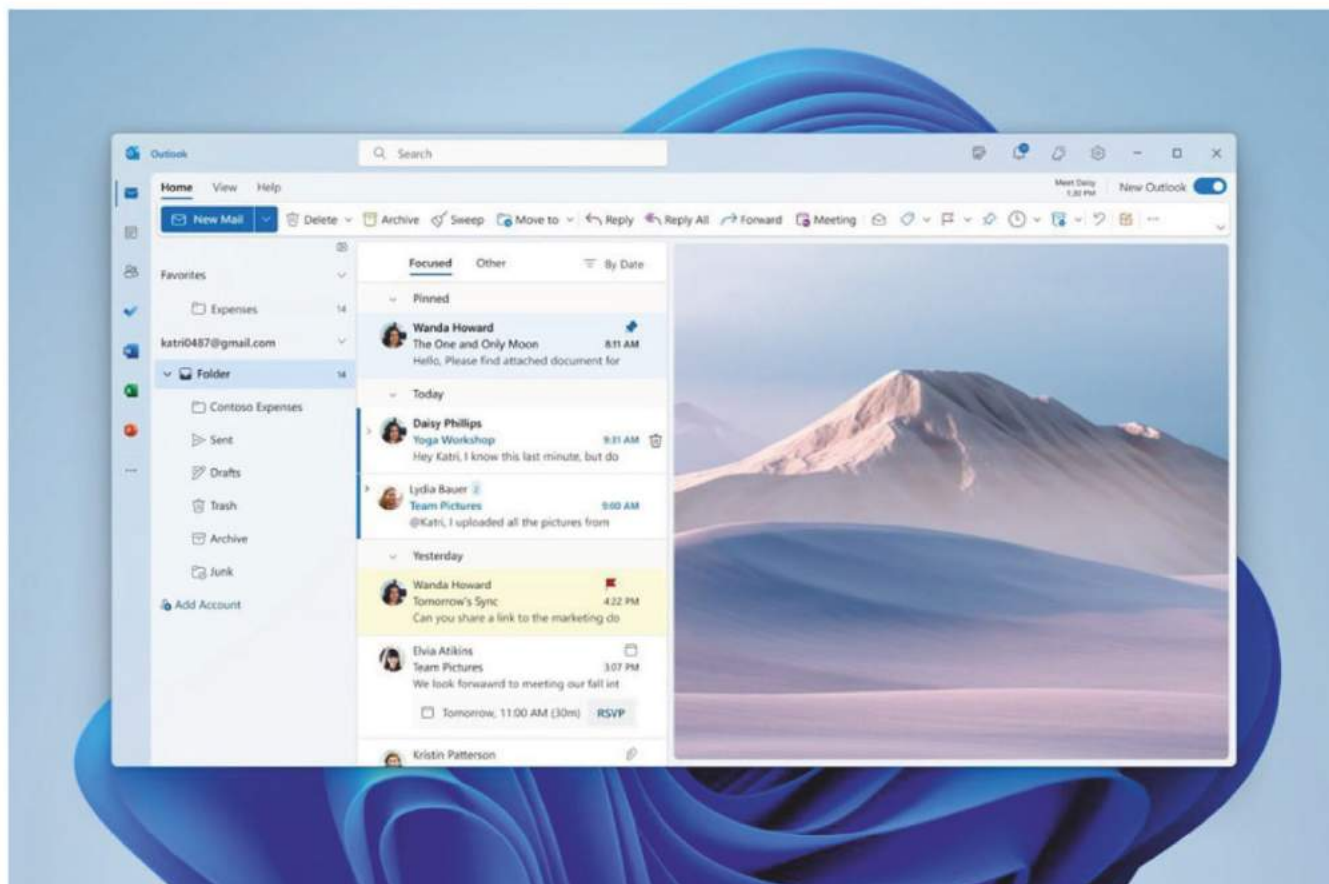 Outlook
Search
Home View Help
Meet Daisy
1:30 PM
New Outlook
New Mail Delete Archive Sweep Move to Reply Reply All Forward Meeting
Favorites
Expenses 14
katri0487@gmail.com
Folder 14
Contoso Expenses
Sent
Drafts
Trash
Archive
Junk
Add Account
Focused Other By Date
Pinned
Wanda Howard
The One and Only Moon 8:11 AM
Hello, Please find attached document for
Today
Daisy Phillips
Yoga Workshop 9:31 AM
Hey Katri, I know this last minute, but do
Lydia Bauer 2
Team Pictures 9:00 AM
@Katri, I uploaded all the pictures from
Yesterday
Wanda Howard
Tomorrow's Sync 4:22 PM
Can you share a link to the marketing do
Elvia Atikins
Team Pictures 3:07 PM
We look forwawrd to meeting our fall int
Tomorrow, 11:00 AM (30m) RSVP
Kristin Patterson